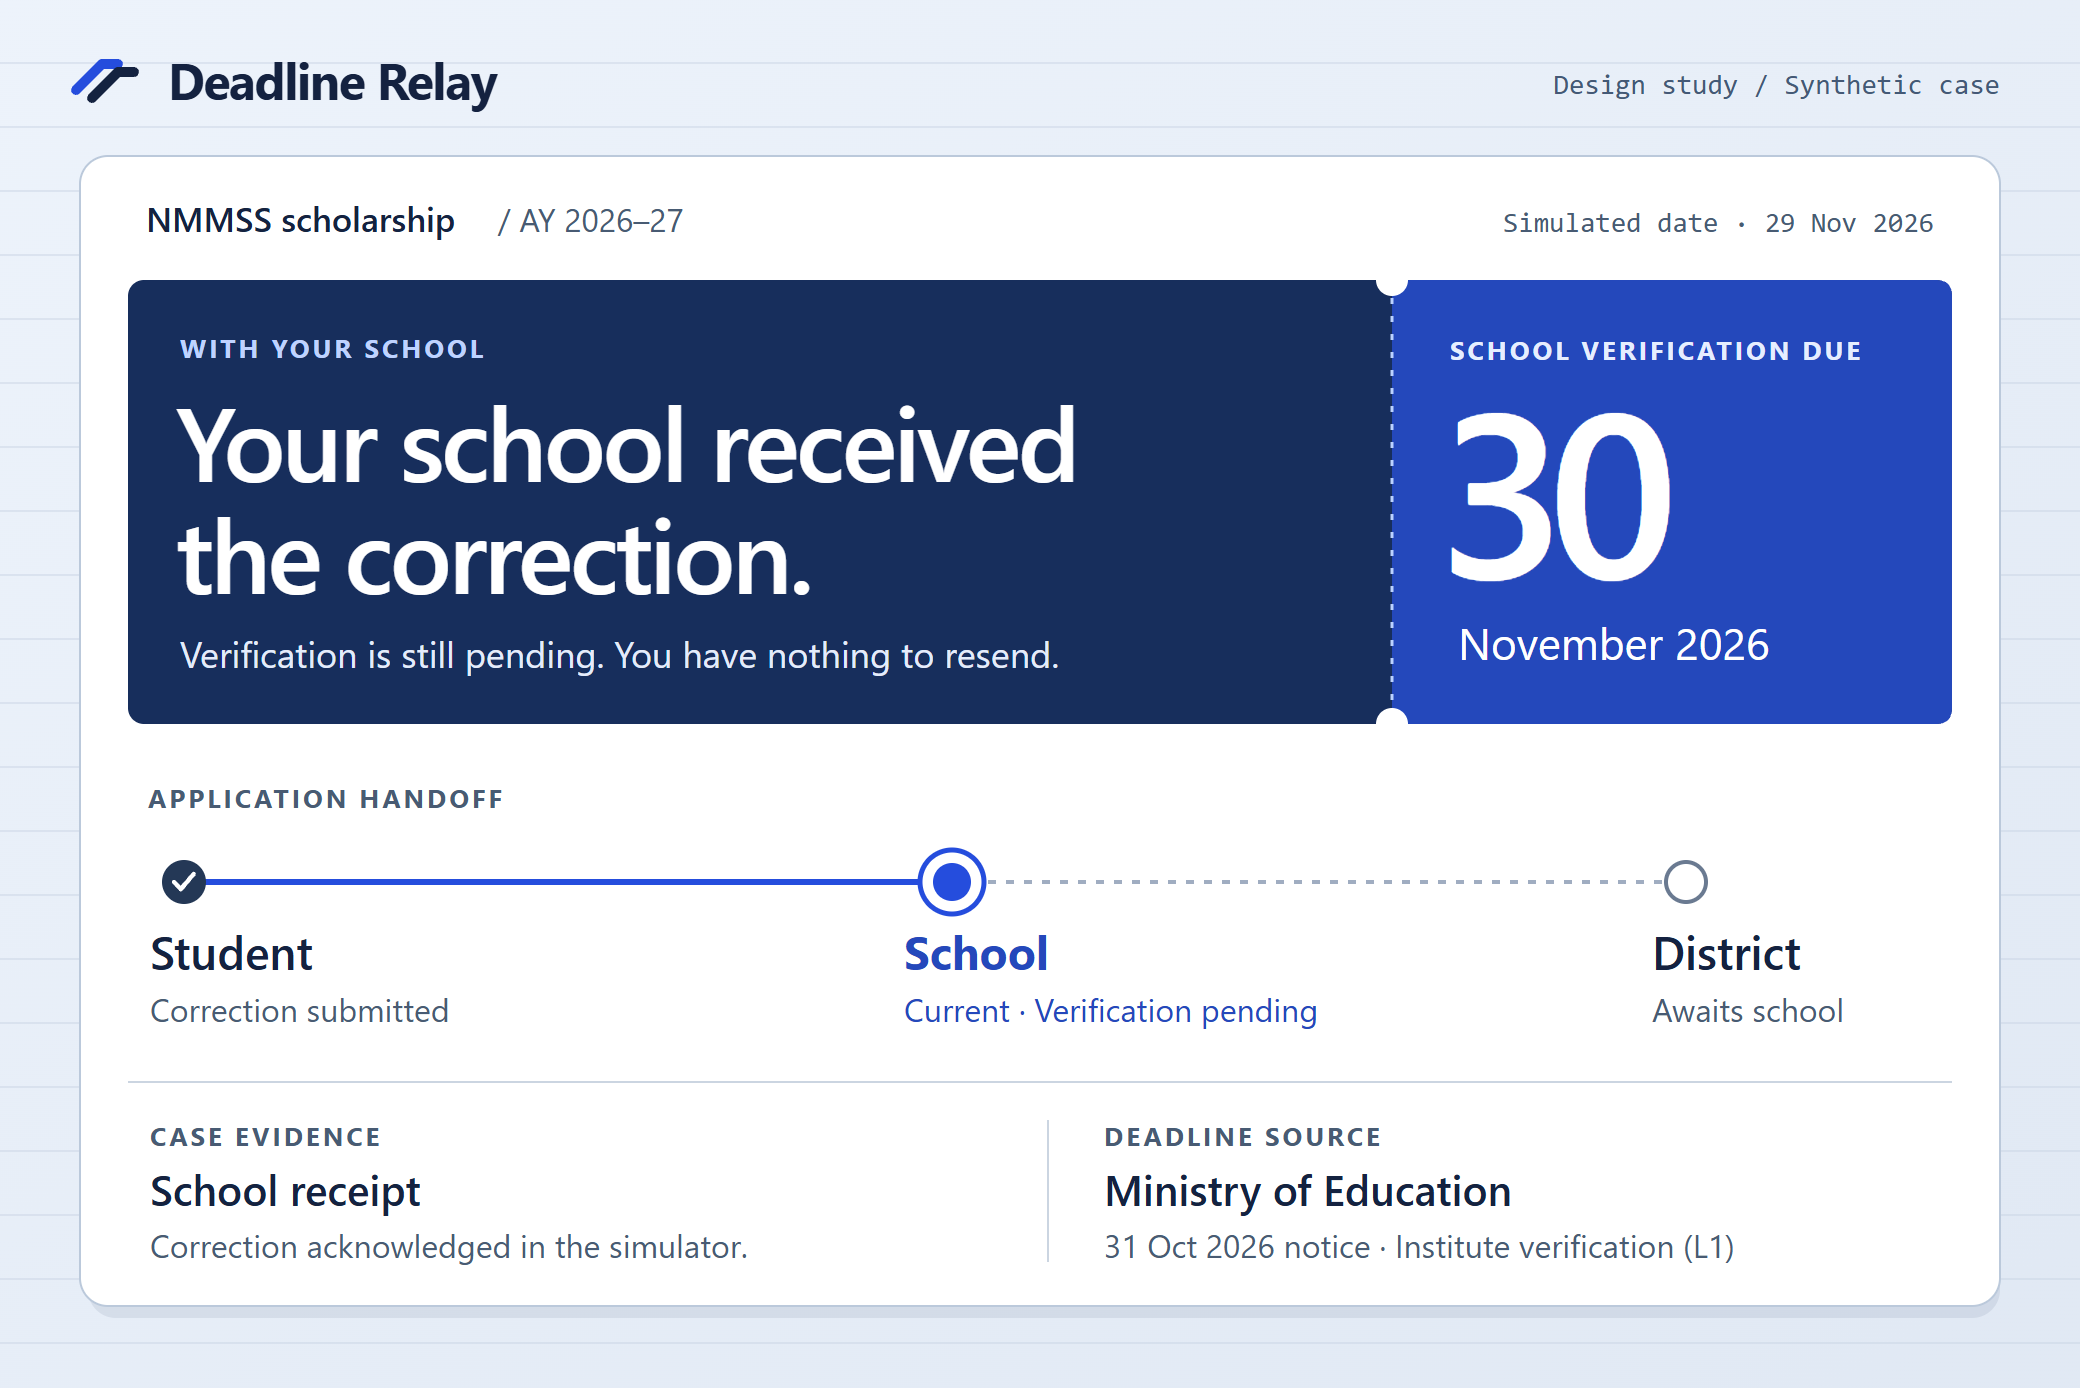 Deadline Relay
Design study / Synthetic case
NMMSS scholarship / AY 2026–27
Simulated date · 29 Nov 2026
WITH YOUR SCHOOL
Your school received
the correction.
Verification is still pending. You have nothing to resend.
SCHOOL VERIFICATION DUE
30
November 2026
APPLICATION HANDOFF
Student
Correction submitted
School
Current · Verification pending
District
Awaits school
CASE EVIDENCE
School receipt
Correction acknowledged in the simulator.
DEADLINE SOURCE
Ministry of Education
31 Oct 2026 notice · Institute verification (L1)